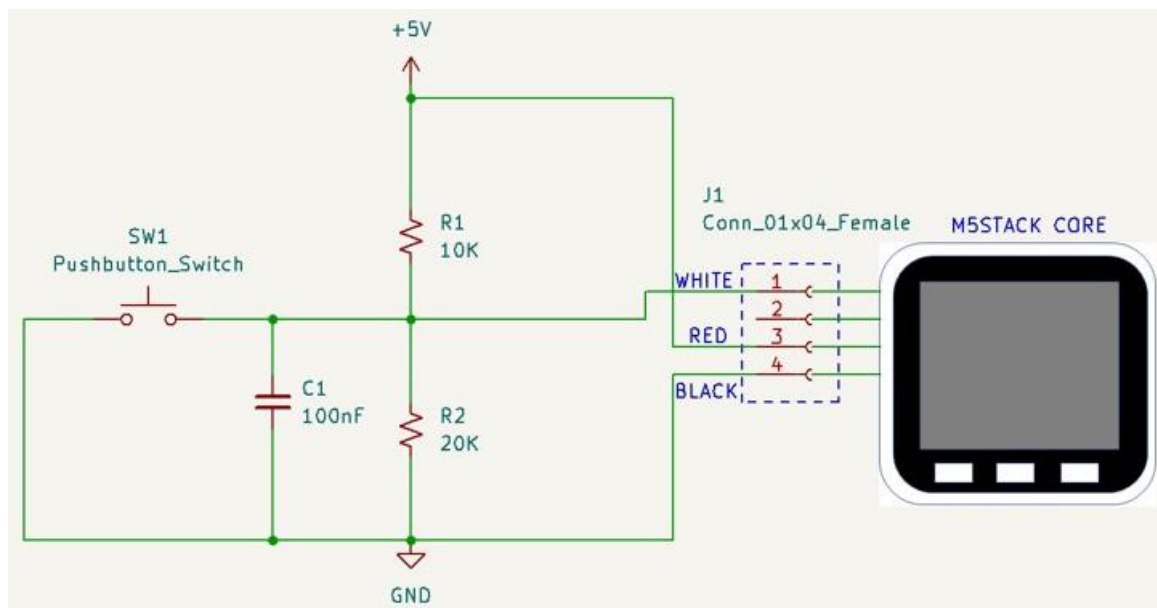 +5V
R1
10K
SW1
Pushbutton_Switch
C1
100nF
R2
20K
GND
J1
Conn_01x04_Female
WHITE
1
2
RED
3
4
BLACK
M5STACK CORE